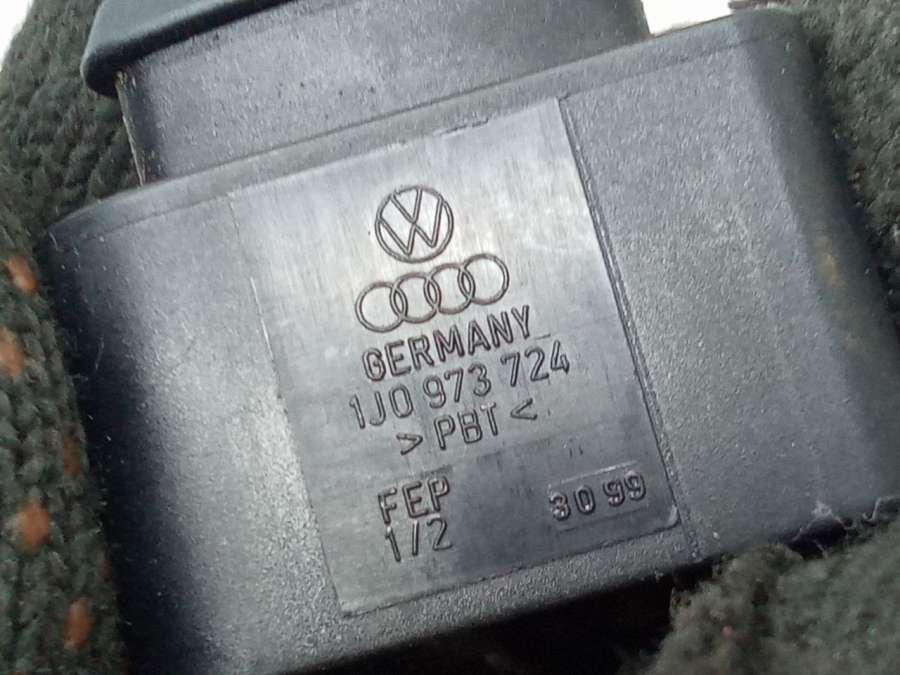 GERMANY
1J0 973 724
> PBT <
FEP
1/2
30 99